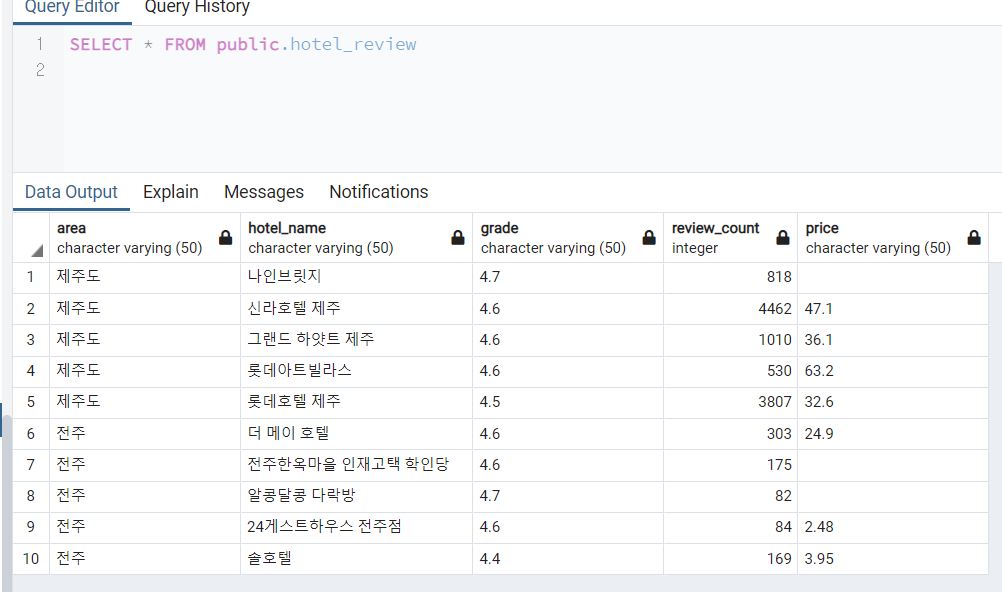 Query Editor Query History
1 SELECT * FROM public.hotel_review
2
Data Output Explain Messages Notifications
area hotel_name grade review_count price
character varying (50) character varying (50) character varying (50) integer character varying (50)
1 제주도 나인브릿지 4.7 818
2 제주도 신라호텔 제주 4.6 4462 47.1
3 제주도 그랜드 하얏트 제주 4.6 1010 36.1
4 제주도 롯데아트빌라스 4.6 530 63.2
5 제주도 롯데호텔 제주 4.5 3807 32.6
6 전주 더 메이 호텔 4.6 303 24.9
7 전주 전주한옥마을 인재고택 학인당 4.6 175
8 전주 알콩달콩 다락방 4.7 82
9 전주 24게스트하우스 전주점 4.6 84 2.48
10 전주 솔호텔 4.4 169 3.95